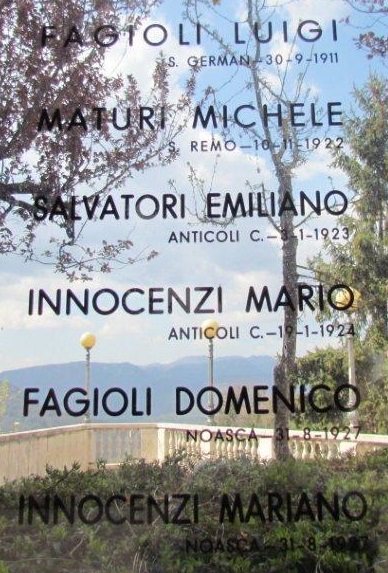 FAGIOLI LUIGI
S. GERMAN-30-9-1911
MATURI MICHELE
S. REMO-10-11-1922
SALVATORI EMILIANO
ANTICOLI C.-3-1-1923
INNOCENZI MARIO
ANTICOLI C.-19-1-1924
FAGIOLI DOMENICO
NOASCA-31-8-1927
INNOCENZI MARIANO
NOASCA-31-8-1927